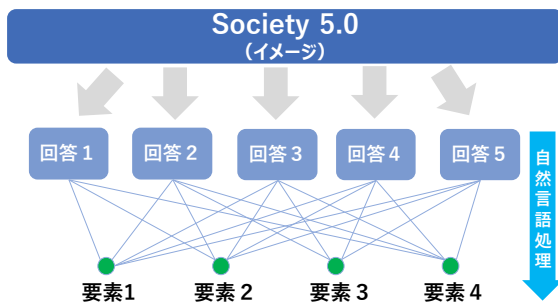 Society 5.0
（イメージ）
回答１
回答２
回答３
回答４
回答５
自然言語処理
要素1
要素２
要素３
要素４